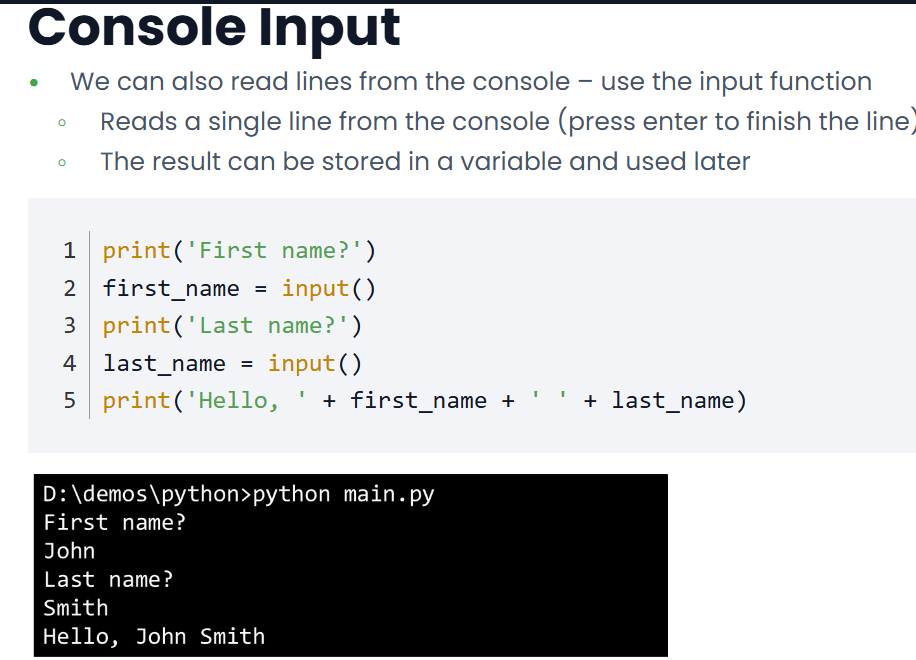 Console Input
We can also read lines from the console – use the input function
Reads a single line from the console (press enter to finish the line)
The result can be stored in a variable and used later
1 print('First name?')
2 first_name = input()
3 print('Last name?')
4 last_name = input()
5 print('Hello, ' + first_name + ' ' + last_name)
D:\demos\python>python main.py
First name?
John
Last name?
Smith
Hello, John Smith